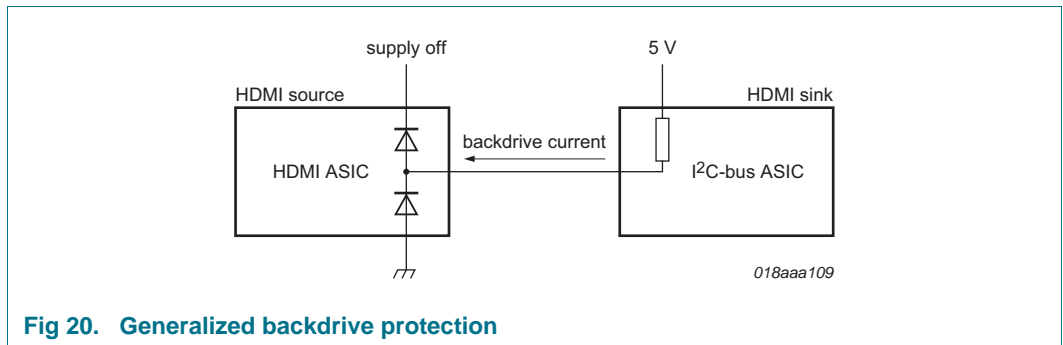 supply off
5 V
HDMI source
HDMI sink
backdrive current
HDMI ASIC
I2C-bus ASIC
018aaa109
Fig 20. Generalized backdrive protection